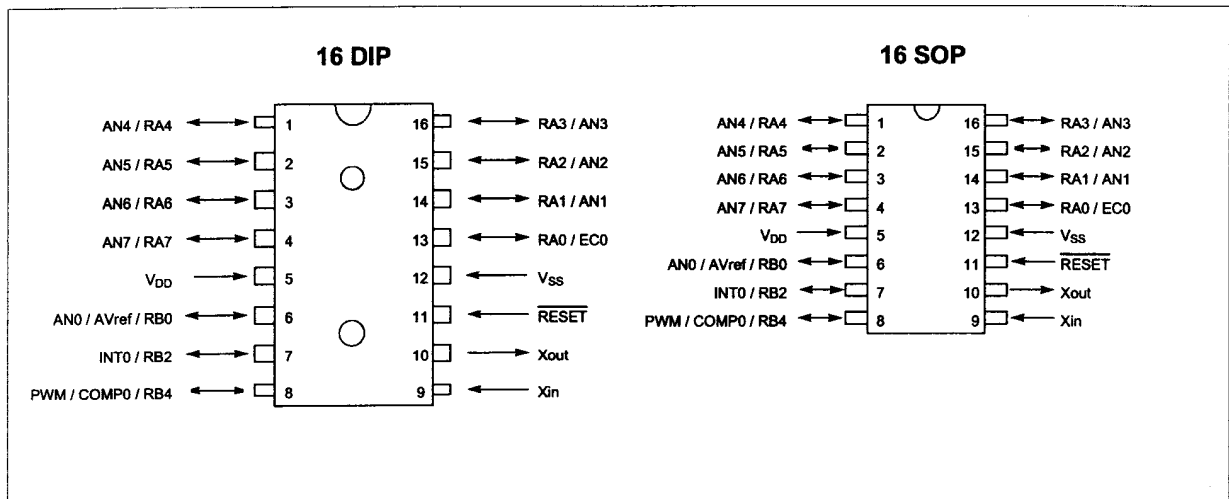 16 DIP
AN4 / RA4 1 16 RA3 / AN3
AN5 / RA5 2 15 RA2 / AN2
AN6 / RA6 3 14 RA1 / AN1
AN7 / RA7 4 13 RA0 / EC0
VDD 5 12 VSS
AN0 / AVref / RB0 6 11 RESET
INT0 / RB2 7 10 Xout
PWM / COMP0 / RB4 8 9 Xin
16 SOP
AN4 / RA4 1 16 RA3 / AN3
AN5 / RA5 2 15 RA2 / AN2
AN6 / RA6 3 14 RA1 / AN1
AN7 / RA7 4 13 RA0 / EC0
VDD 5 12 VSS
AN0 / AVref / RB0 6 11 RESET
INT0 / RB2 7 10 Xout
PWM / COMP0 / RB4 8 9 Xin